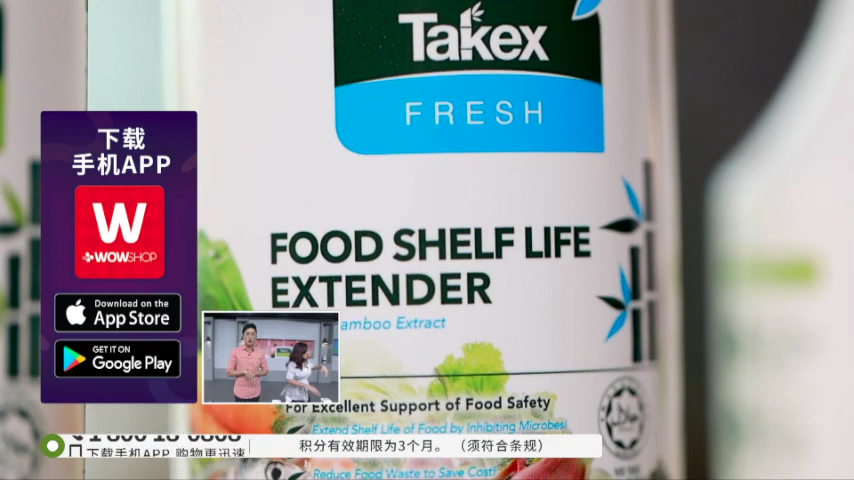 Takex
FRESH
下载
手机APP
W
WOWSHOP
Download on the
App Store
GET IT ON
Google Play
FOOD SHELF LIFE
EXTENDER
amboo Extract
For Excellent Support of Food Safety
Extend Shelf Life of Food by Inhibiting Microbes!
下载手机APP 购物更迅速
积分有效期限为3个月。 （须符合条规）
Reduce Food Waste to Save Cost!